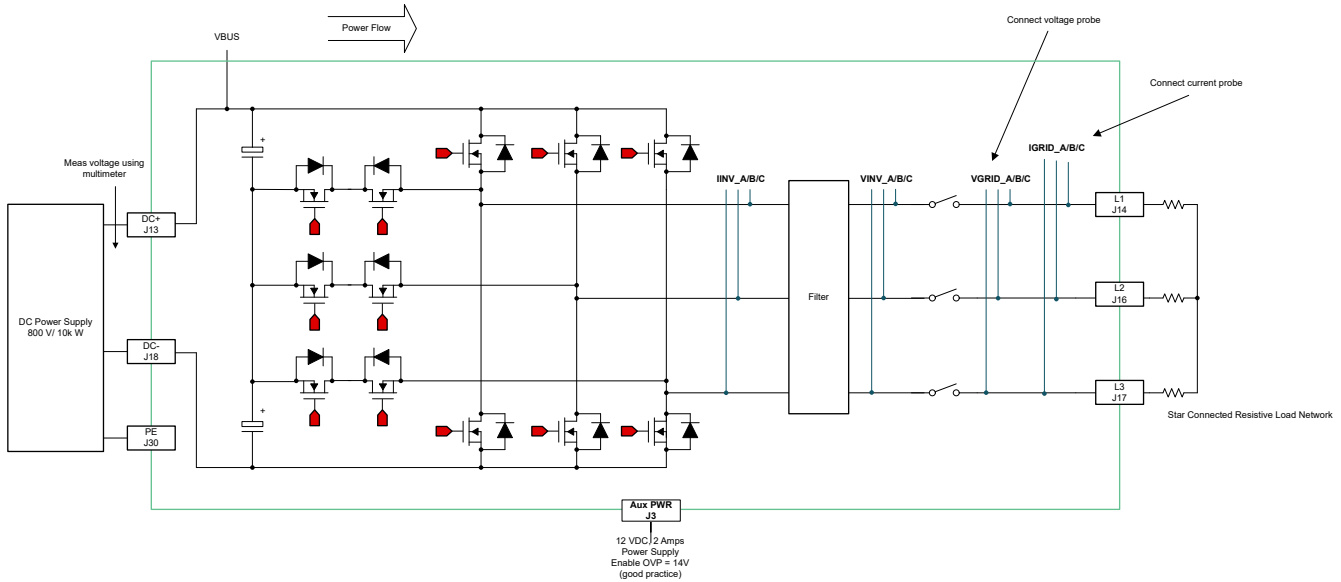 Power Flow
VBUS
Connect voltage probe
Connect current probe
Meas voltage using
multimeter
+
IGRID_A/B/C
IINV_A/B/C
VINV_A/B/C
VGRID_A/B/C
DC+
J13
L1
J14
DC Power Supply
800 V/ 10k W
Filter
L2
J16
DC-
J18
L3
J17
+
Star Connected Resistive Load Network
PE
J30
Aux PWR
J3
12 VDC, 2 Amps
Power Supply
Enable OVP = 14V
(good practice)